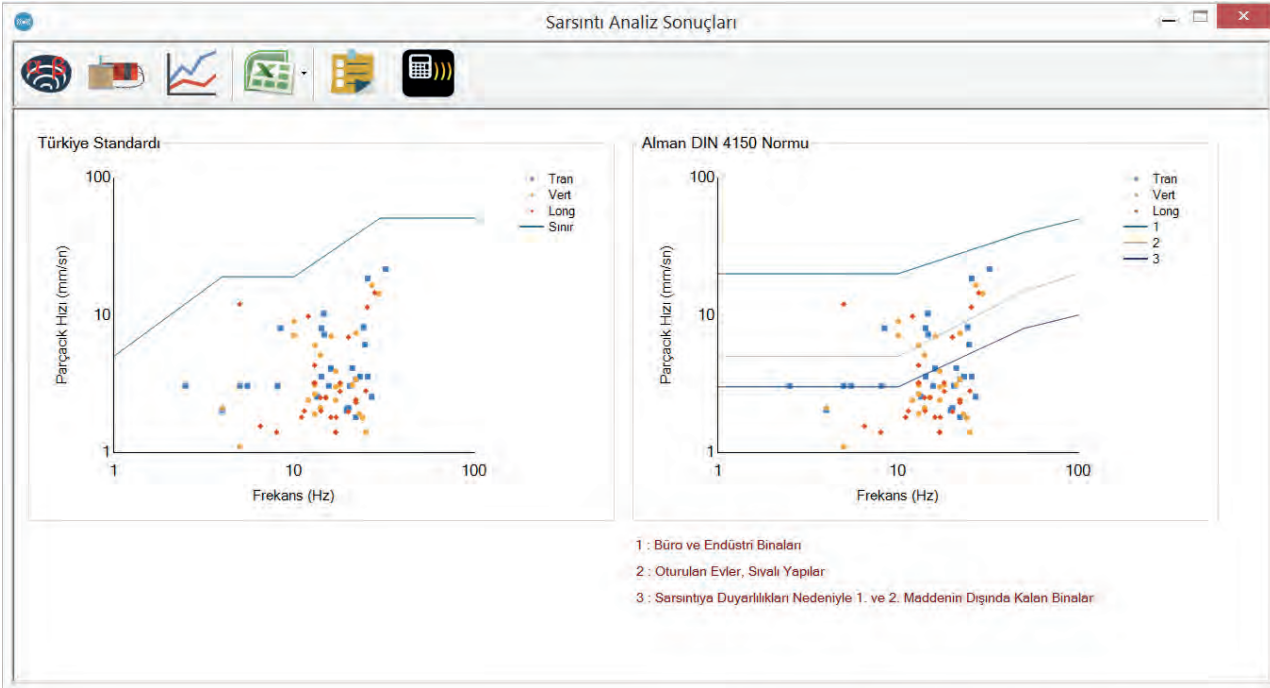 Sarsıntı Analiz Sonuçları
α β
Türkiye Standardı
100
10
1
1
10
100
Parçacık Hızı (mm/sn)
Frekans (Hz)
Tran
Vert
Long
Sınır
Alman DIN 4150 Normu
100
10
1
1
10
100
Parçacık Hızı (mm/sn)
Frekans (Hz)
Tran
Vert
Long
1
2
3
1 : Büro ve Endüstri Binaları
2 : Oturulan Evler, Sıvalı Yapılar
3 : Sarsıntıya Duyarlılıkları Nedeniyle 1. ve 2. Maddenin Dışında Kalan Binalar